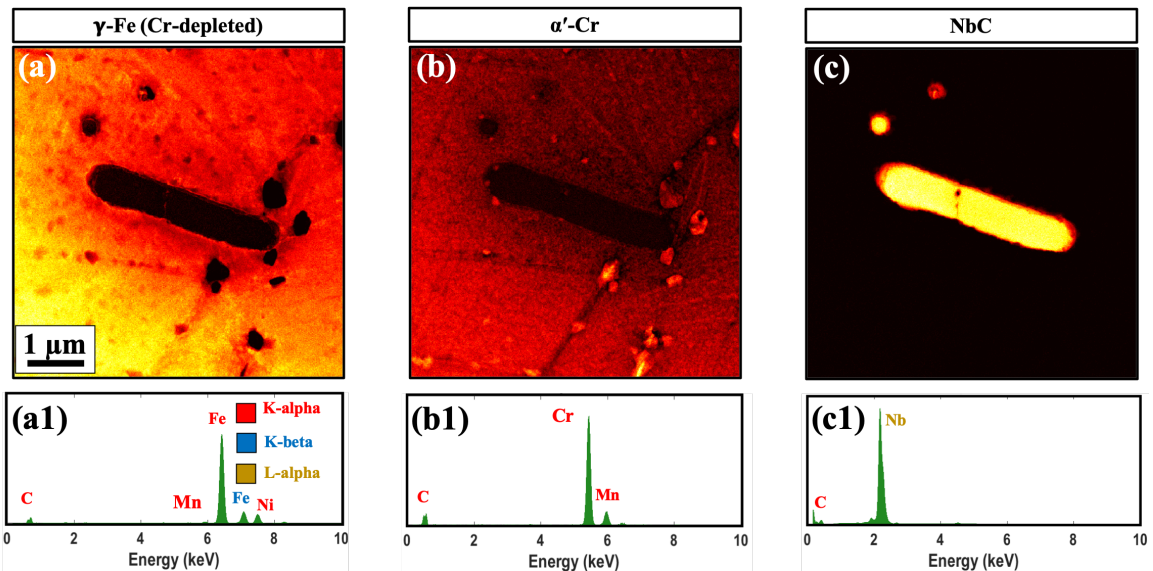 γ-Fe (Cr-depleted)
α′-Cr
NbC
(a)
(b)
(c)
1 μm
(a1)
Fe
K-alpha
K-beta
L-alpha
C
Mn
Fe
Ni
0 2 4 6 8 10
Energy (keV)
(b1)
Cr
C
Mn
0 2 4 6 8 10
Energy (keV)
(c1)
Nb
C
0 2 4 6 8 10
Energy (keV)